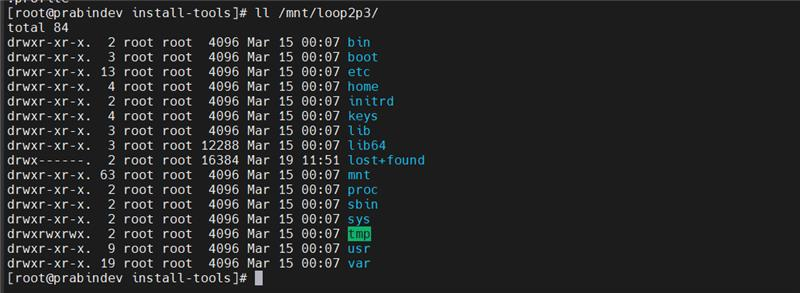 [root@prabindev install-tools]# ll /mnt/loop2p3/
total 84
drwxr-xr-x.  2 root root  4096 Mar 15 00:07 bin
drwxr-xr-x.  3 root root  4096 Mar 15 00:07 boot
drwxr-xr-x. 13 root root  4096 Mar 15 00:07 etc
drwxr-xr-x.  4 root root  4096 Mar 15 00:07 home
drwxr-xr-x.  2 root root  4096 Mar 15 00:07 initrd
drwxr-xr-x.  4 root root  4096 Mar 15 00:07 keys
drwxr-xr-x.  3 root root  4096 Mar 15 00:07 lib
drwxr-xr-x.  3 root root 12288 Mar 15 00:07 lib64
drwx------.  2 root root 16384 Mar 19 11:51 lost+found
drwxr-xr-x. 63 root root  4096 Mar 15 00:07 mnt
drwxr-xr-x.  2 root root  4096 Mar 15 00:07 proc
drwxr-xr-x.  2 root root  4096 Mar 15 00:07 sbin
drwxr-xr-x.  2 root root  4096 Mar 15 00:07 sys
drwxrwxrwx.  2 root root  4096 Mar 15 00:07 tmp
drwxr-xr-x.  9 root root  4096 Mar 15 00:07 usr
drwxr-xr-x. 19 root root  4096 Mar 15 00:07 var
[root@prabindev install-tools]#